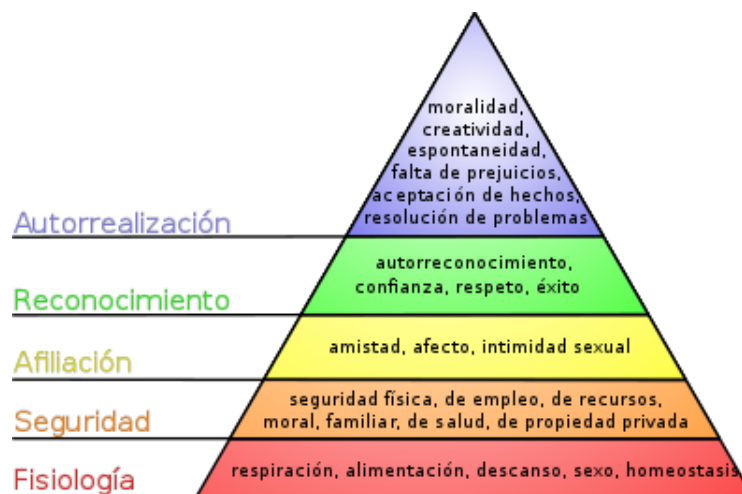 moralidad,
creatividad,
espontaneidad,
falta de prejuicios,
aceptación de hechos,
resolución de problemas
Autorrealización
autorreconocimiento,
confianza, respeto, éxito
Reconocimiento
amistad, afecto, intimidad sexual
Afiliación
seguridad física, de empleo, de recursos,
moral, familiar, de salud, de propiedad privada
Seguridad
respiración, alimentación, descanso, sexo, homeostasis
Fisiología